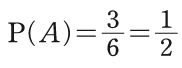 P(A) = 3/6 = 1/2